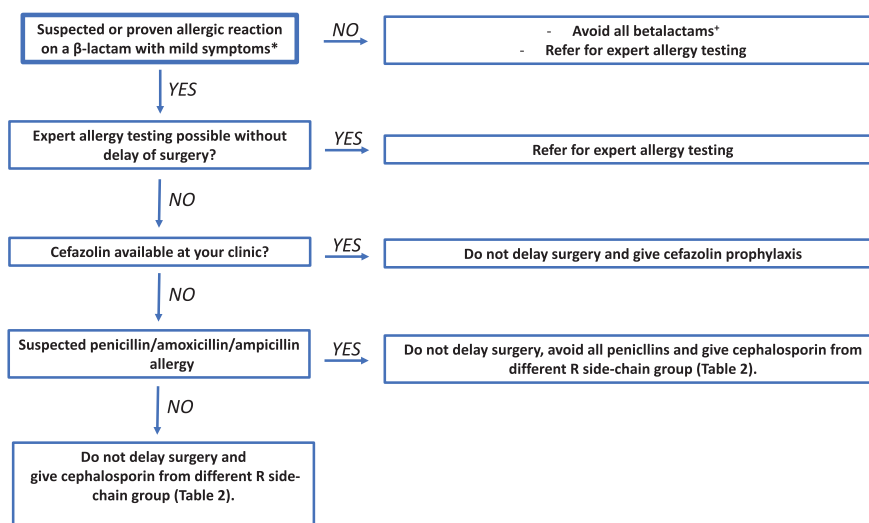 Suspected or proven allergic reaction
on a β-lactam with mild symptoms*
NO
- Avoid all betalactams⁺
- Refer for expert allergy testing
YES
Expert allergy testing possible without
delay of surgery?
YES
Refer for expert allergy testing
NO
Cefazolin available at your clinic?
YES
Do not delay surgery and give cefazolin prophylaxis
NO
Suspected penicillin/amoxicillin/ampicillin
allergy
YES
Do not delay surgery, avoid all penicllins and give cephalosporin from
different R side-chain group (Table 2).
NO
Do not delay surgery and
give cephalosporin from different R side-
chain group (Table 2).